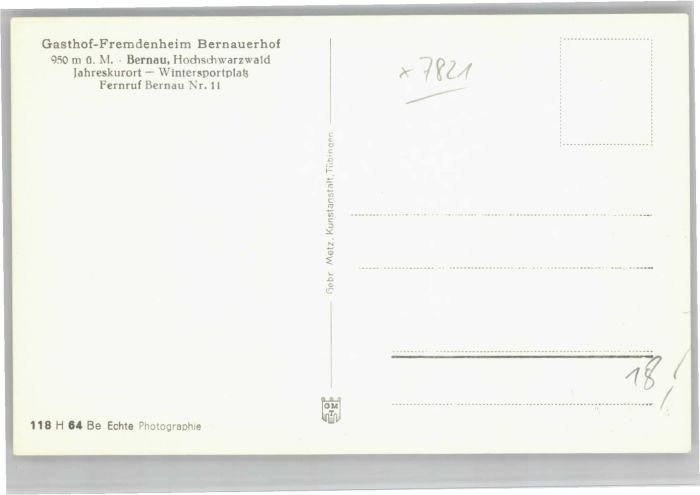 Gasthof-Fremdenheim Bernauerhof
950 m ü. M. · Bernau, Hochschwarzwald
Jahreskurort — Wintersportplatz
Fernruf Bernau Nr. 11
x 7821
Gebr. Metz, Kunstanstalt, Tübingen
18
GM
T
118 H 64 Be Echte Photographie